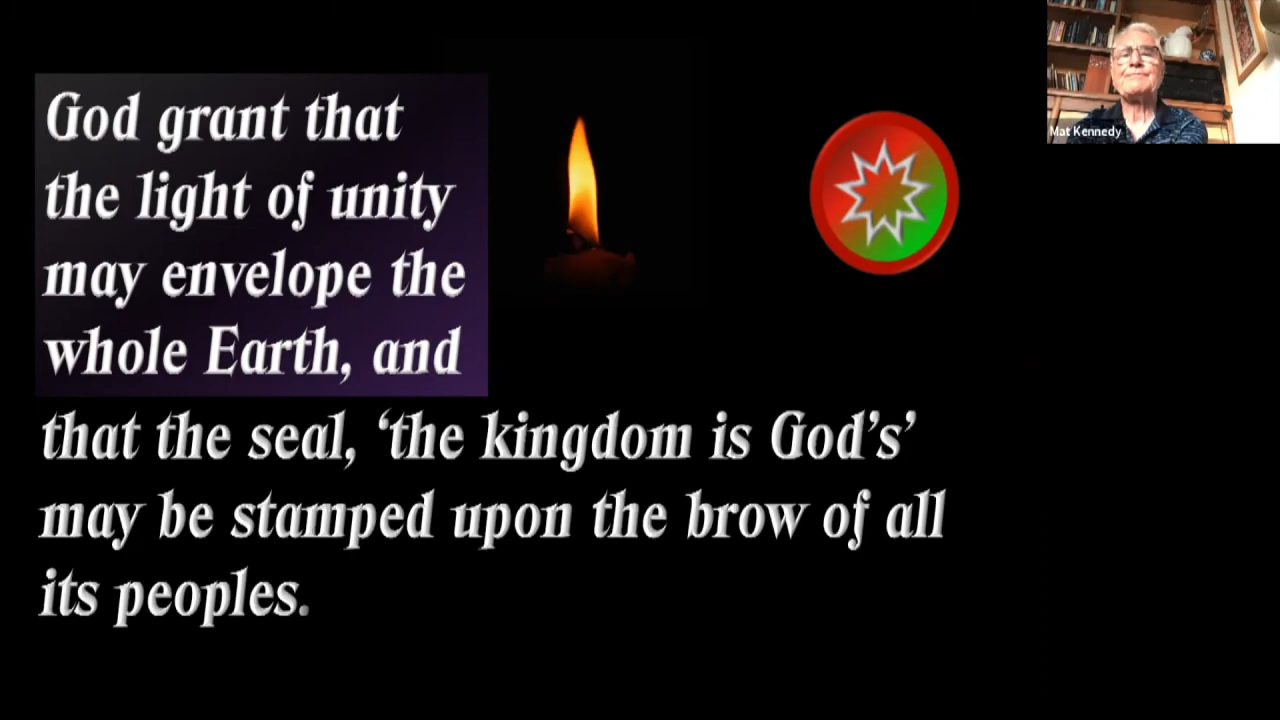 God grant that
the light of unity
may envelope the
whole Earth, and
that the seal, ‘the kingdom is God’s’
may be stamped upon the brow of all
its peoples.
Mat Kennedy